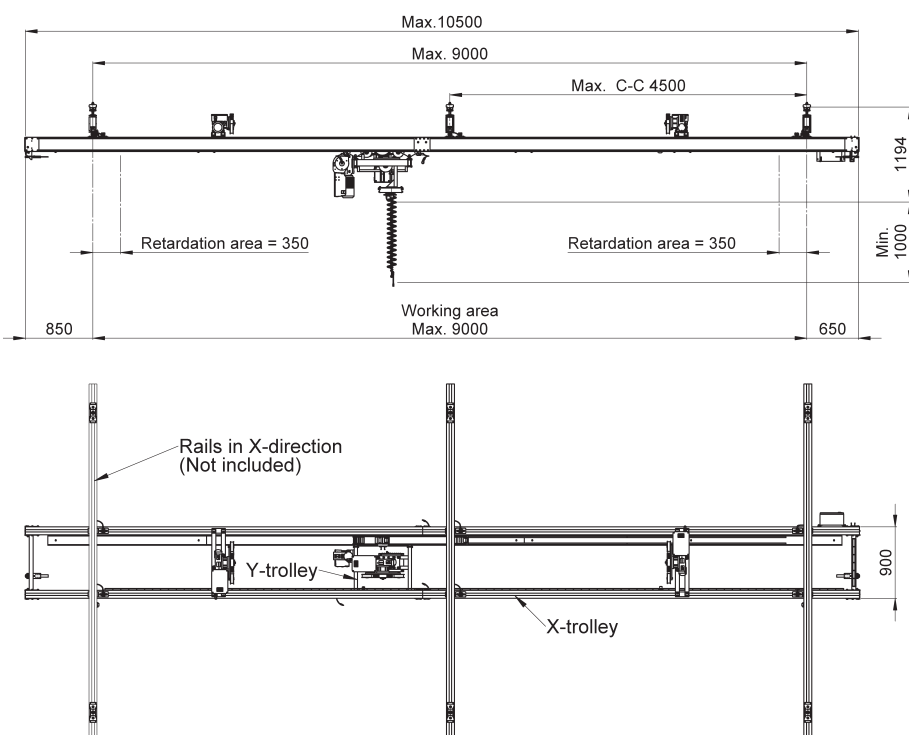 Max.10500
Max. 9000
Max. C-C 4500
1194
Min.
1000
Retardation area = 350
Retardation area = 350
Working area
850
Max. 9000
650
Rails in X-direction
(Not included)
Y-trolley
900
X-trolley